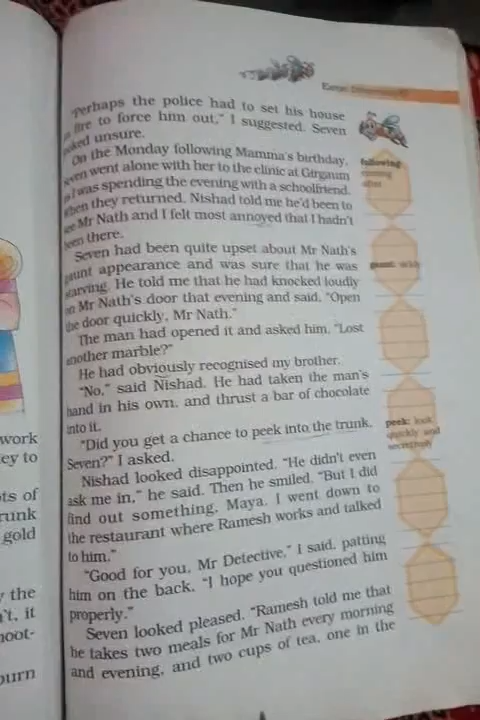 "Perhaps the police had to set his house
fire to force him out," I suggested. Seven
looked unsure.
On the Monday following Mamma's birthday,
Seven went alone with her to the clinic at Girgaum
as I was spending the evening with a schoolfriend.
When they returned, Nishad told me he'd been to
see Mr Nath and I felt most annoyed that I hadn't
been there.
Seven had been quite upset about Mr Nath's
gaunt appearance and was sure that he was
starving. He told me that he had knocked loudly
on Mr Nath's door that evening and said, "Open
the door quickly, Mr Nath."
The man had opened it and asked him, "Lost
another marble?"
He had obviously recognised my brother.
"No," said Nishad. He had taken the man's
hand in his own, and thrust a bar of chocolate
into it.
"Did you get a chance to peek into the trunk,
Seven?" I asked.
Nishad looked disappointed. "He didn't even
ask me in," he said. Then he smiled. "But I did
find out something, Maya. I went down to
the restaurant where Ramesh works and talked
to him."
"Good for you, Mr Detective," I said, patting
him on the back. "I hope you questioned him
properly."
Seven looked pleased. "Ramesh told me that
he takes two meals for Mr Nath every morning
and evening, and two cups of tea, one in the
following:
coming
after
gaunt:
peek: look
quickly and
secretively
work
ey to
ts of
runk
gold
the
't, it
hoot-
ourn